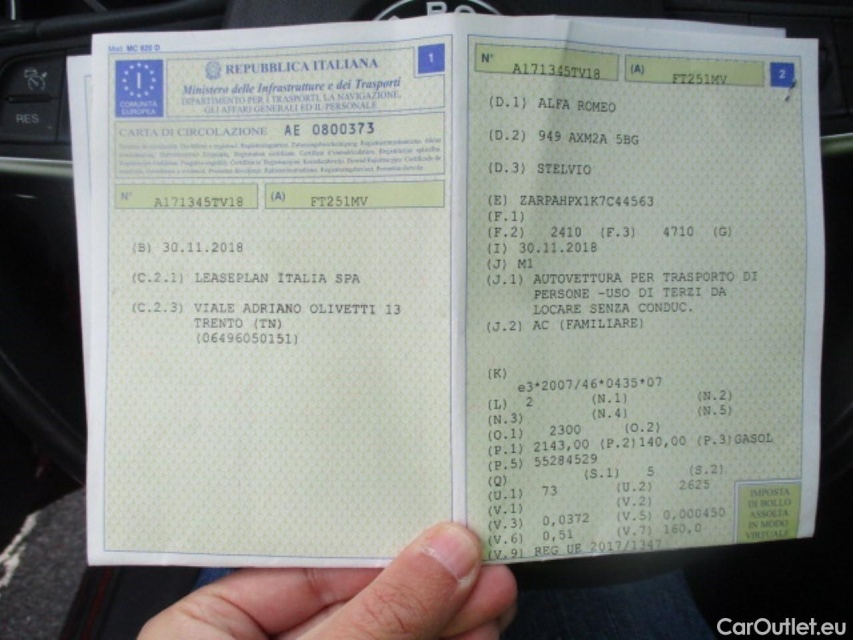 Mod. MC 820 D
I
COMUNITÀ
EUROPEA
REPUBBLICA ITALIANA
Ministero delle Infrastrutture e dei Trasporti
DIPARTIMENTO PER I TRASPORTI, LA NAVIGAZIONE,
GLI AFFARI GENERALI ED IL PERSONALE
1
CARTA DI CIRCOLAZIONE AE 0800373
N° A171345TV18 (A) FT251MV
(B) 30.11.2018
(C.2.1) LEASEPLAN ITALIA SPA
(C.2.3) VIALE ADRIANO OLIVETTI 13
TRENTO (TN)
(06496050151)
N° A171345TV18 (A) FT251MV 2
(D.1) ALFA ROMEO
(D.2) 949 AXM2A 5BG
(D.3) STELVIO
(E) ZARPAHPX1K7C44563
(F.1)
(F.2) 2410 (F.3) 4710 (G)
(I) 30.11.2018
(J) M1
(J.1) AUTOVETTURA PER TRASPORTO DI
PERSONE -USO DI TERZI DA
LOCARE SENZA CONDUC.
(J.2) AC (FAMILIARE)
(K)
e3*2007/46*0435*07
(L) 2 (N.1) (N.2)
(N.3) (N.4) (N.5)
(O.1) 2300 (O.2)
(P.1) 2143,00 (P.2)140,00 (P.3)GASOL
(P.5) 55284529
(Q) (S.1) 5 (S.2)
(U.1) 73 (U.2) 2625
(V.1) (V.2)
(V.3) 0,0372 (V.5) 0,000450
(V.6) 0,51 (V.7) 160,0
(V.9) REG UE 2017/1347
IMPOSTA
DI BOLLO
ASSOLTA
IN MODO
VIRTUALE
RES
CarOutlet.eu